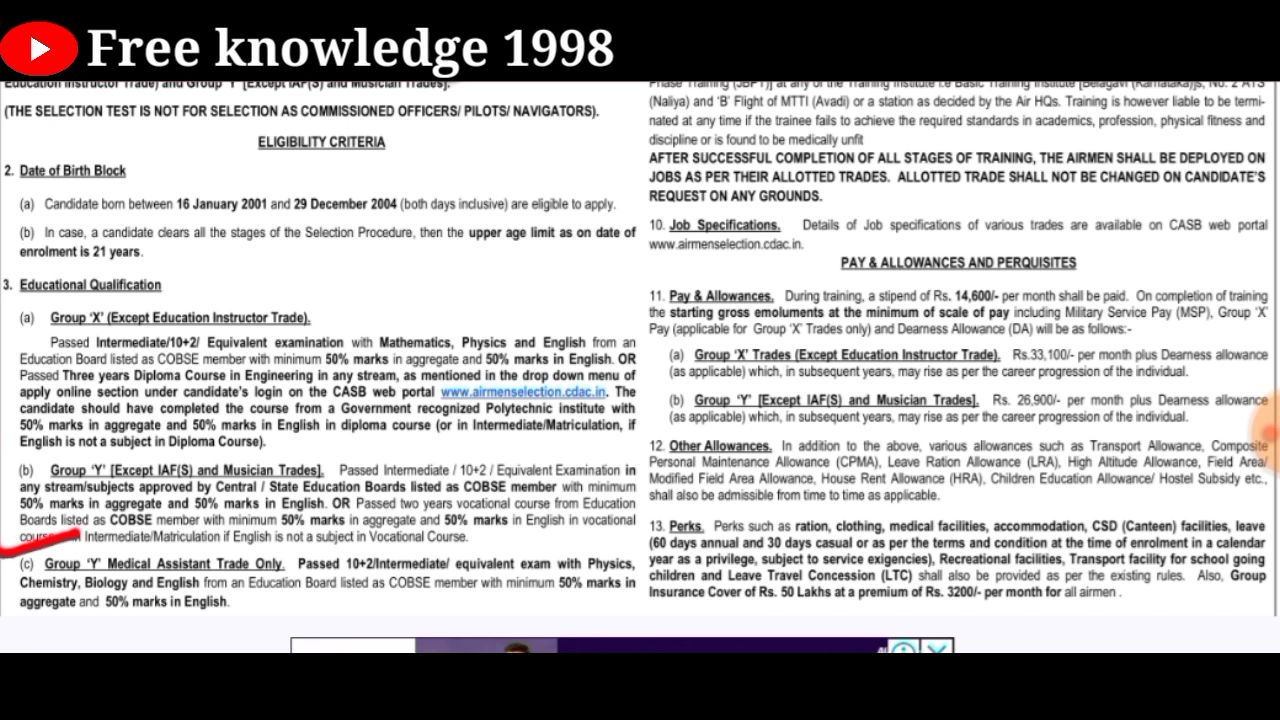 Free knowledge 1998
Education Instructor Trade) and Group 'Y' [Except IAF(S) and Musician Trades].
(THE SELECTION TEST IS NOT FOR SELECTION AS COMMISSIONED OFFICERS/ PILOTS/ NAVIGATORS).
ELIGIBILITY CRITERIA
2. Date of Birth Block
(a) Candidate born between 16 January 2001 and 29 December 2004 (both days inclusive) are eligible to apply.
(b) In case, a candidate clears all the stages of the Selection Procedure, then the upper age limit as on date of
enrolment is 21 years.
3. Educational Qualification
(a) Group 'X' (Except Education Instructor Trade).
Passed Intermediate/10+2/ Equivalent examination with Mathematics, Physics and English from an
Education Board listed as COBSE member with minimum 50% marks in aggregate and 50% marks in English. OR
Passed Three years Diploma Course in Engineering in any stream, as mentioned in the drop down menu of
apply online section under candidate's login on the CASB web portal www.airmenselection.cdac.in. The
candidate should have completed the course from a Government recognized Polytechnic institute with
50% marks in aggregate and 50% marks in English in diploma course (or in Intermediate/Matriculation, if
English is not a subject in Diploma Course).
(b) Group 'Y' [Except IAF(S) and Musician Trades]. Passed Intermediate / 10+2 / Equivalent Examination in
any stream/subjects approved by Central / State Education Boards listed as COBSE member with minimum
50% marks in aggregate and 50% marks in English. OR Passed two years vocational course from Education
Boards listed as COBSE member with minimum 50% marks in aggregate and 50% marks in English in vocational
Intermediate/Matriculation if English is not a subject in Vocational Course.
(c) Group 'Y' Medical Assistant Trade Only. Passed 10+2/Intermediate/ equivalent exam with Physics,
Chemistry, Biology and English from an Education Board listed as COBSE member with minimum 50% marks in
aggregate and 50% marks in English.
Phase Training (JBPT)] at any of the Training Institute i.e Basic Training Institute [Belagavi (Karnataka)], No. 2 ATS
(Naliya) and 'B' Flight of MTTI (Avadi) or a station as decided by the Air HQs. Training is however liable to be termi-
nated at any time if the trainee fails to achieve the required standards in academics, profession, physical fitness and
discipline or is found to be medically unfit
AFTER SUCCESSFUL COMPLETION OF ALL STAGES OF TRAINING, THE AIRMEN SHALL BE DEPLOYED ON
JOBS AS PER THEIR ALLOTTED TRADES. ALLOTTED TRADE SHALL NOT BE CHANGED ON CANDIDATE'S
REQUEST ON ANY GROUNDS.
10. Job Specifications. Details of Job specifications of various trades are available on CASB web portal
www.airmenselection.cdac.in.
PAY & ALLOWANCES AND PERQUISITES
11. Pay & Allowances. During training, a stipend of Rs. 14,600/- per month shall be paid. On completion of training
the starting gross emoluments at the minimum of scale of pay including Military Service Pay (MSP), Group 'X'
Pay (applicable for Group 'X' Trades only) and Dearness Allowance (DA) will be as follows:-
(a) Group 'X' Trades (Except Education Instructor Trade). Rs.33,100/- per month plus Dearness allowance
(as applicable) which, in subsequent years, may rise as per the career progression of the individual.
(b) Group 'Y' [Except IAF(S) and Musician Trades]. Rs. 26,900/- per month plus Dearness allowance
(as applicable) which, in subsequent years, may rise as per the career progression of the individual.
12. Other Allowances. In addition to the above, various allowances such as Transport Allowance, Composite
Personal Maintenance Allowance (CPMA), Leave Ration Allowance (LRA), High Altitude Allowance, Field Area/
Modified Field Area Allowance, House Rent Allowance (HRA), Children Education Allowance/ Hostel Subsidy etc.,
shall also be admissible from time to time as applicable.
13. Perks. Perks such as ration, clothing, medical facilities, accommodation, CSD (Canteen) facilities, leave
(60 days annual and 30 days casual or as per the terms and condition at the time of enrolment in a calendar
year as a privilege, subject to service exigencies), Recreational facilities, Transport facility for school going
children and Leave Travel Concession (LTC) shall also be provided as per the existing rules. Also, Group
Insurance Cover of Rs. 50 Lakhs at a premium of Rs. 3200/- per month for all airmen .